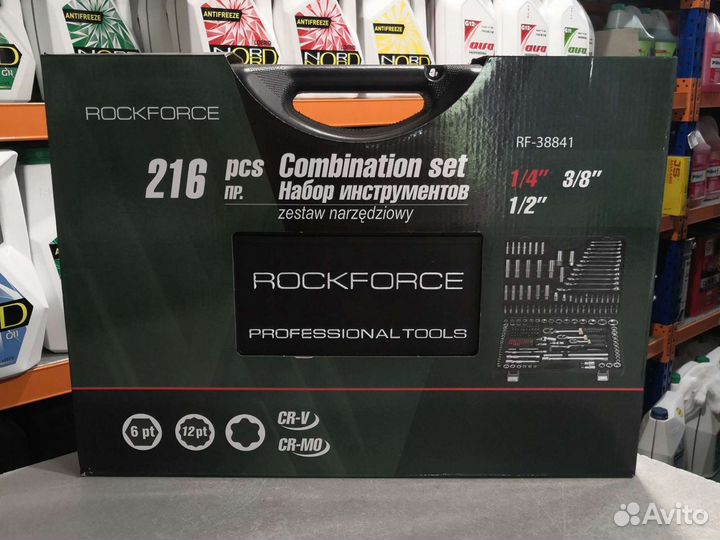 ANTIFREEZE
ANTIFREEZE
ANTIFREEZE
NORD
NORD
ROCKFORCE
RF-38841
216 pcs Combination set
пр. Набор инструментов
zestaw narzędziowy
1/4" 3/8"
1/2"
ROCKFORCE
PROFESSIONAL TOOLS
6 pt
12 pt
CR-V
CR-MO
Avito